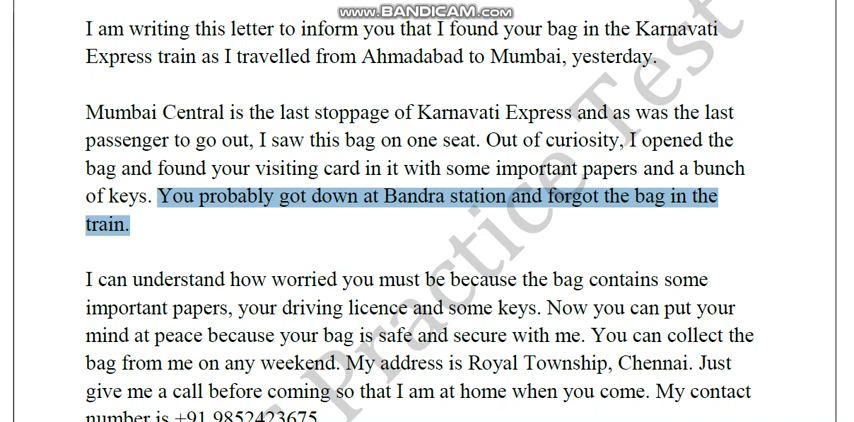 www.BANDICAM.com
I am writing this letter to inform you that I found your bag in the Karnavati
Express train as I travelled from Ahmadabad to Mumbai, yesterday.
Mumbai Central is the last stoppage of Karnavati Express and as was the last
passenger to go out, I saw this bag on one seat. Out of curiosity, I opened the
bag and found your visiting card in it with some important papers and a bunch
of keys. You probably got down at Bandra station and forgot the bag in the
train.
I can understand how worried you must be because the bag contains some
important papers, your driving licence and some keys. Now you can put your
mind at peace because your bag is safe and secure with me. You can collect the
bag from me on any weekend. My address is Royal Township, Chennai. Just
give me a call before coming so that I am at home when you come. My contact
number is +91 9852423675
Practice Test